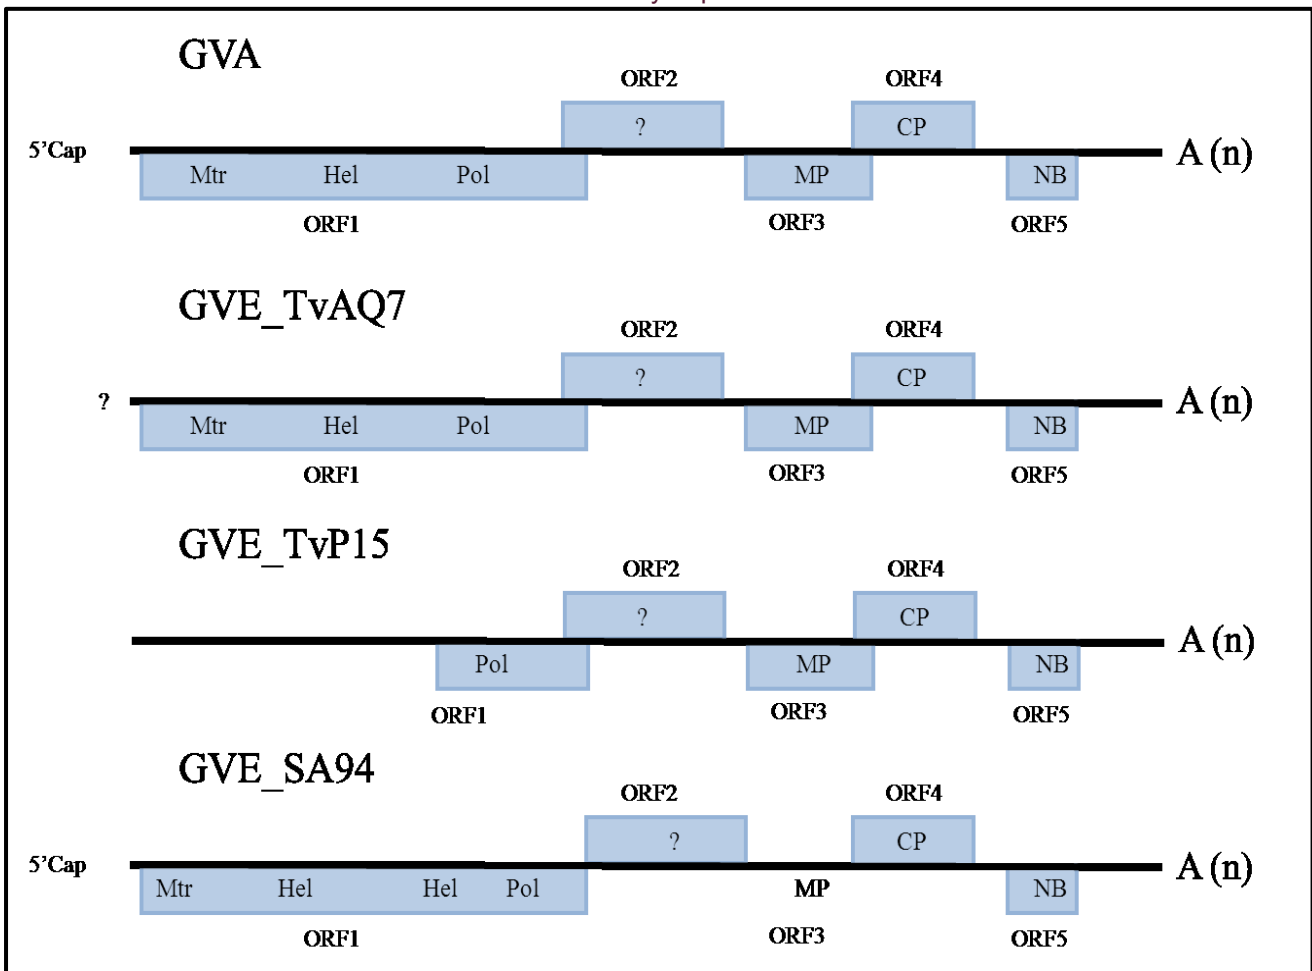 GVA
ORF2 ORF4
? CP
5’Cap A (n)
Mtr Hel Pol MP NB
ORF1 ORF3 ORF5
GVE_TvAQ7
ORF2 ORF4
? CP
? A (n)
Mtr Hel Pol MP NB
ORF1 ORF3 ORF5
GVE_TvP15
ORF2 ORF4
? CP
A (n)
Pol MP NB
ORF1 ORF3 ORF5
GVE_SA94
ORF2 ORF4
? CP
5’Cap A (n)
Mtr Hel Hel Pol MP NB
ORF1 ORF3 ORF5